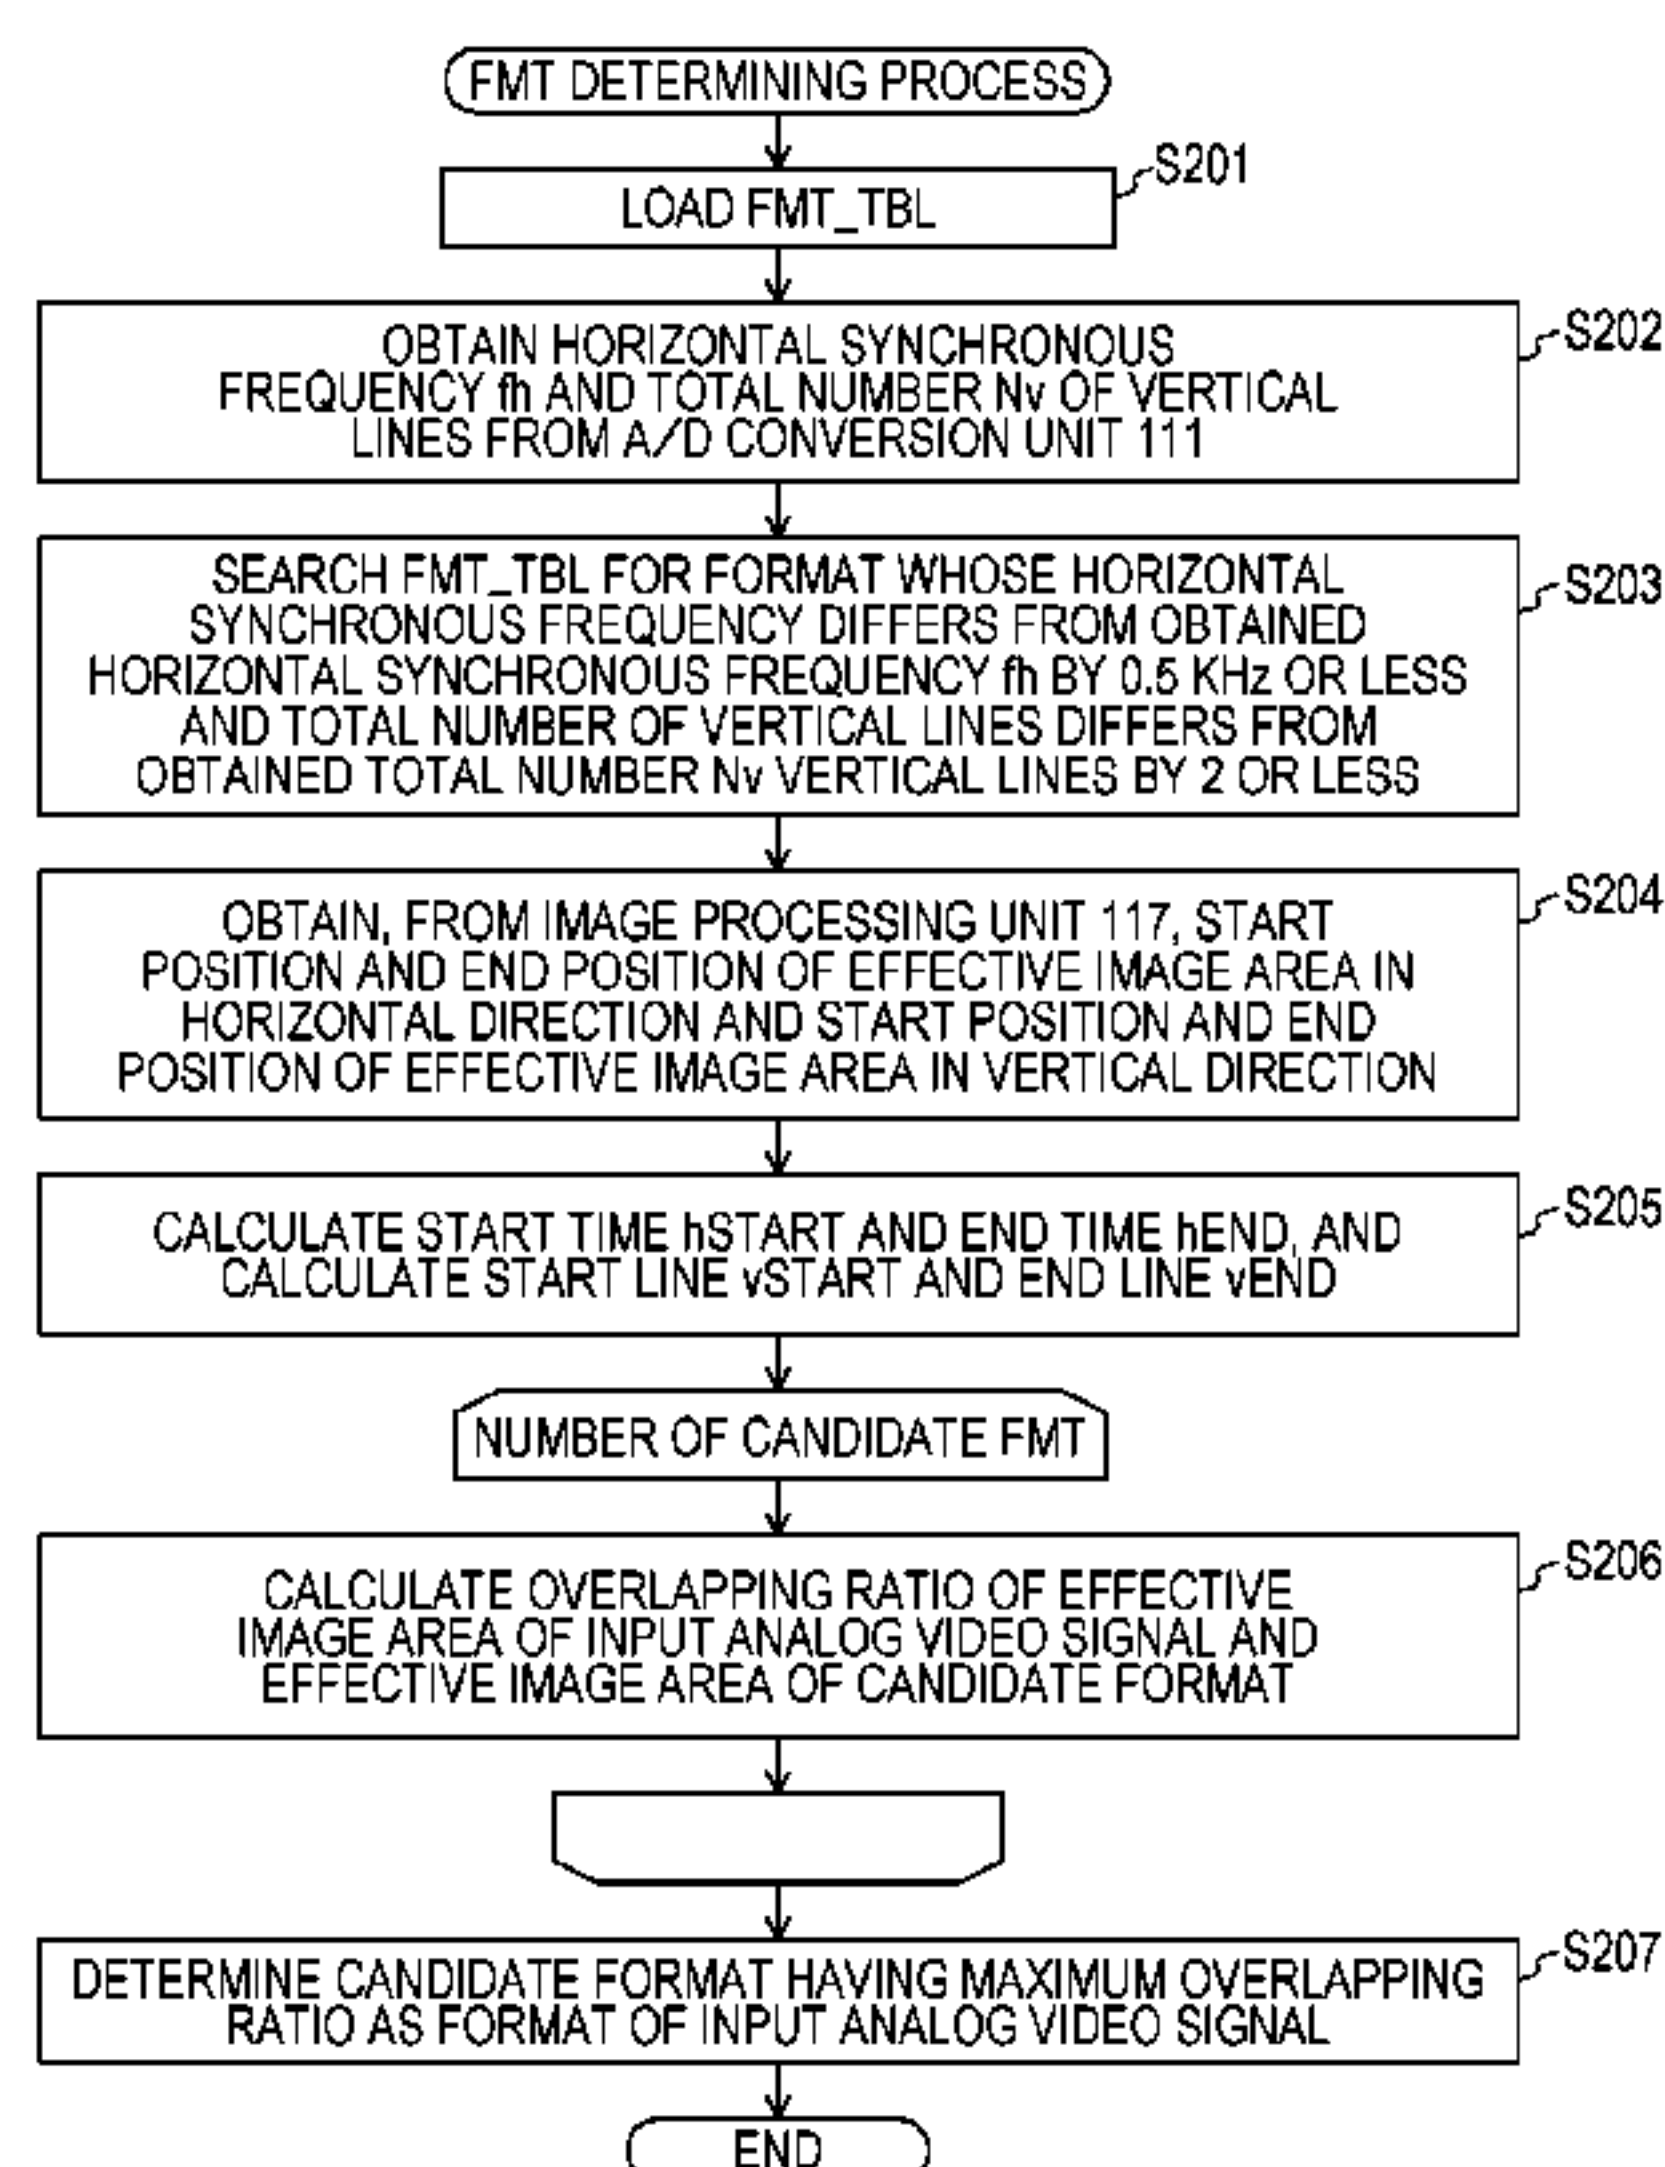 FMT DETERMINING PROCESS
S201
LOAD FMT_TBL
S202
OBTAIN HORIZONTAL SYNCHRONOUS
FREQUENCY fh AND TOTAL NUMBER Nv OF VERTICAL
LINES FROM A/D CONVERSION UNIT 111
S203
SEARCH FMT_TBL FOR FORMAT WHOSE HORIZONTAL
SYNCHRONOUS FREQUENCY DIFFERS FROM OBTAINED
HORIZONTAL SYNCHRONOUS FREQUENCY fh BY 0.5 KHz OR LESS
AND TOTAL NUMBER OF VERTICAL LINES DIFFERS FROM
OBTAINED TOTAL NUMBER Nv VERTICAL LINES BY 2 OR LESS
S204
OBTAIN, FROM IMAGE PROCESSING UNIT 117, START
POSITION AND END POSITION OF EFFECTIVE IMAGE AREA IN
HORIZONTAL DIRECTION AND START POSITION AND END
POSITION OF EFFECTIVE IMAGE AREA IN VERTICAL DIRECTION
S205
CALCULATE START TIME hSTART AND END TIME hEND, AND
CALCULATE START LINE vSTART AND END LINE vEND
NUMBER OF CANDIDATE FMT
S206
CALCULATE OVERLAPPING RATIO OF EFFECTIVE
IMAGE AREA OF INPUT ANALOG VIDEO SIGNAL AND
EFFECTIVE IMAGE AREA OF CANDIDATE FORMAT
S207
DETERMINE CANDIDATE FORMAT HAVING MAXIMUM OVERLAPPING
RATIO AS FORMAT OF INPUT ANALOG VIDEO SIGNAL
END